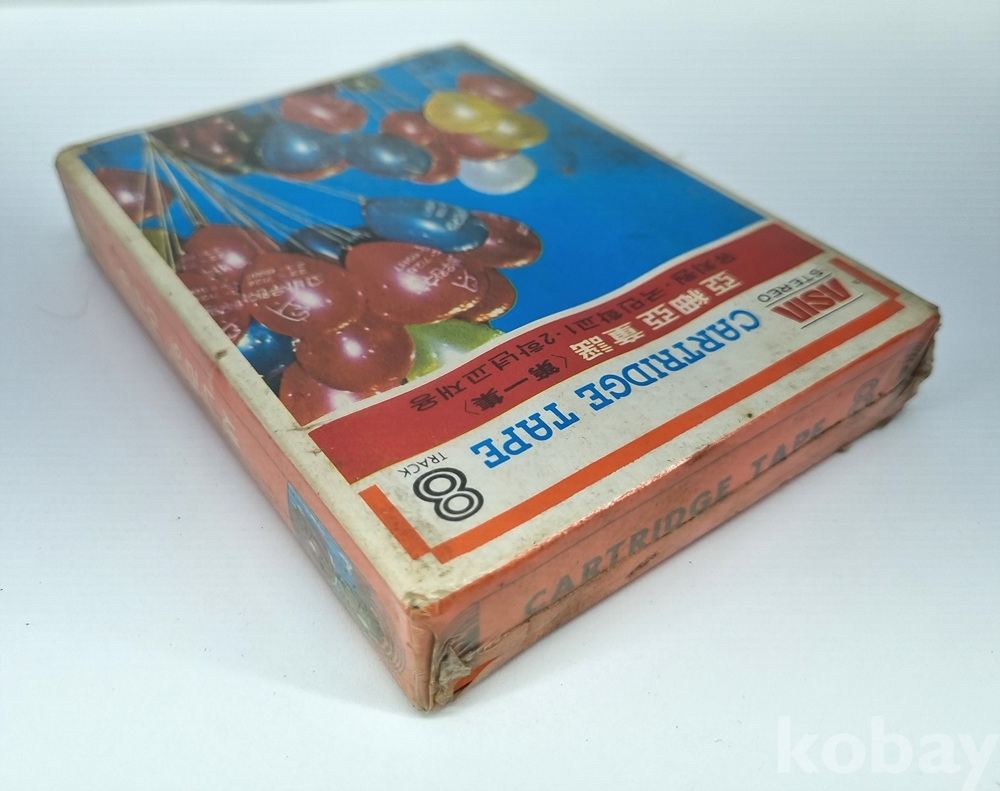 ASIA
STEREO
CARTRIDGE TAPE
8
TRACK
亞細亞 童謠 〈第一集〉
유치원·국민학교1·2학년교재용
CARTRIDGE TAPE 8
kobay